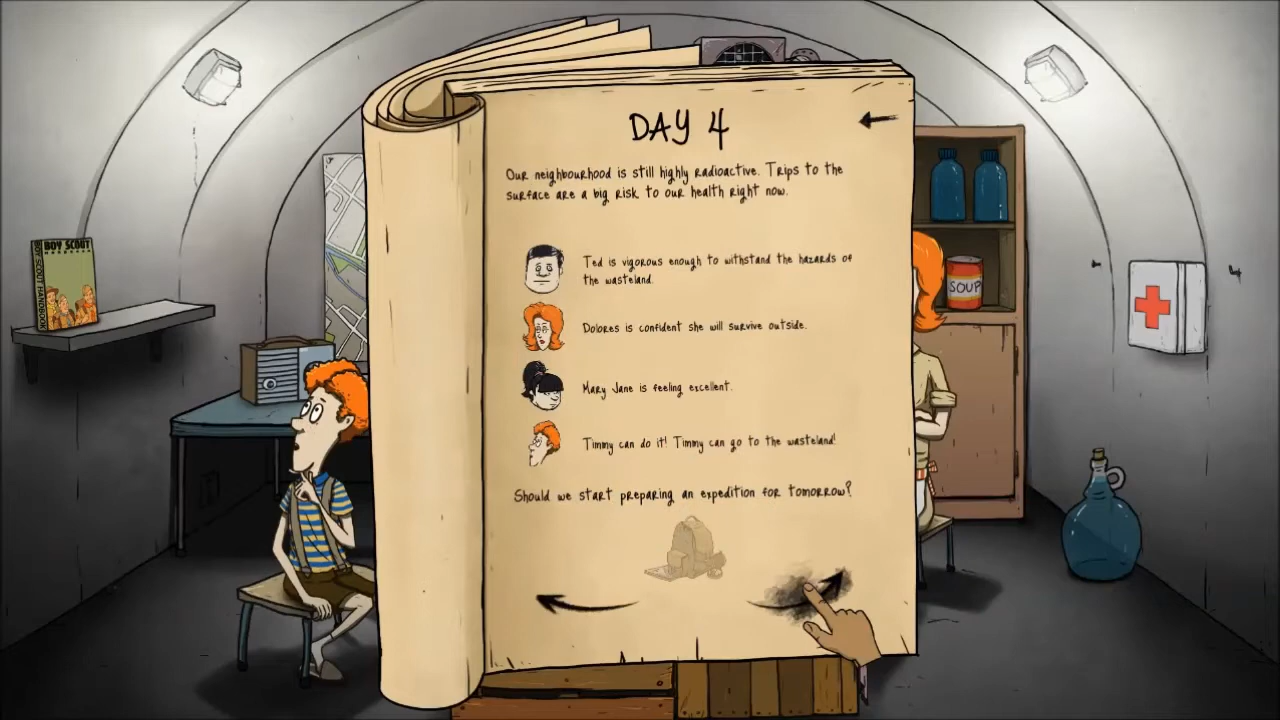 DAY 4
Our neighbourhood is still highly radioactive. Trips to the
surface are a big risk to our health right now.
Ted is vigorous enough to withstand the hazards of
the wasteland.
Dolores is confident she will survive outside.
Mary Jane is feeling excellent.
Timmy can do it! Timmy can go to the wasteland!
Should we start preparing an expedition for tomorrow?
BOY SCOUT
BOY SCOUT HANDBOOK
SOUP